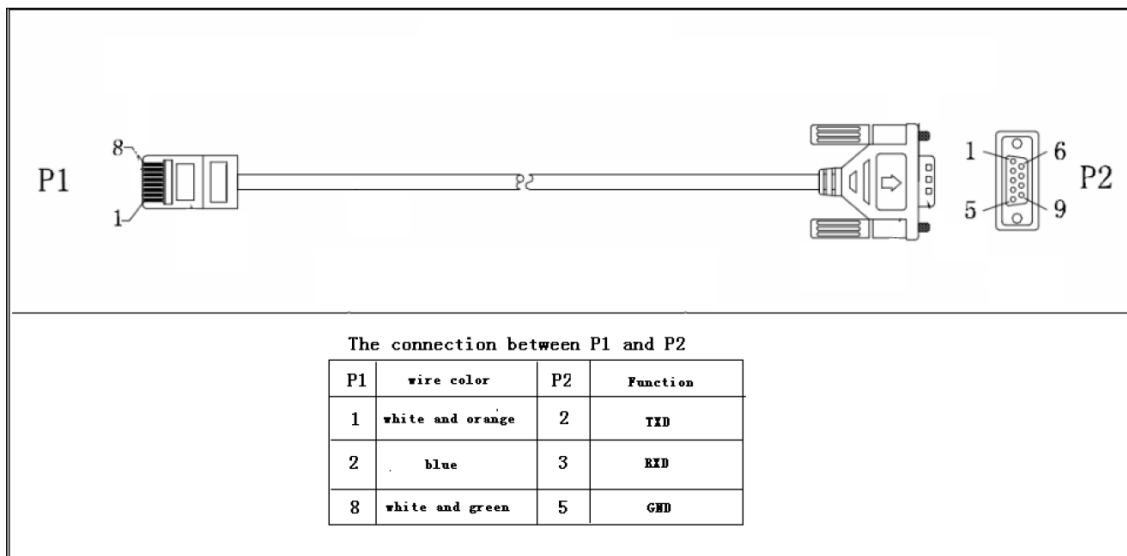 8
1
P1
1
6
5
9
P2
The connection between P1 and P2
P1 wire color P2 Function
1 white and orange 2 TXD
2 blue 3 RXD
8 white and green 5 GND